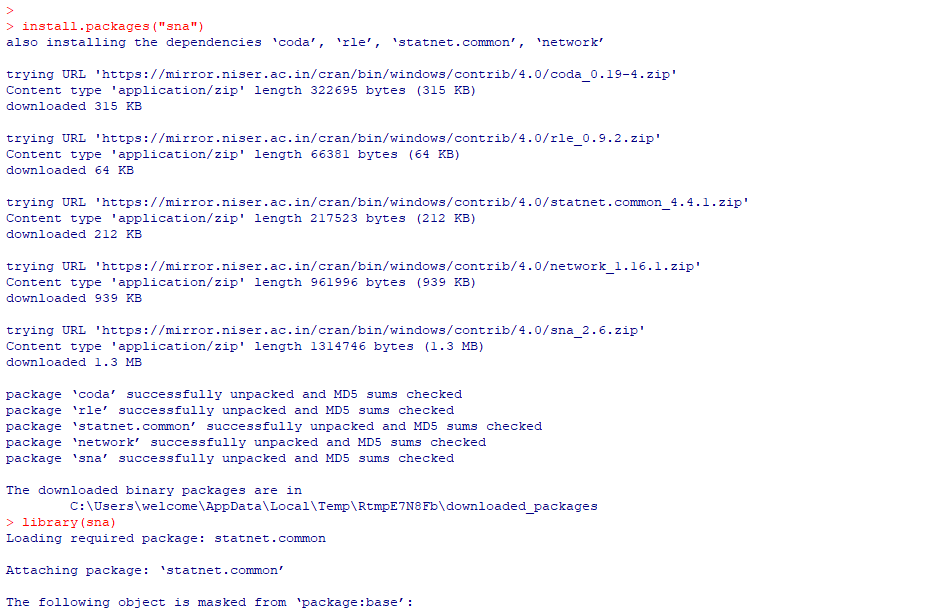 >
> install.packages("sna")
also installing the dependencies ‘coda’, ‘rle’, ‘statnet.common’, ‘network’
trying URL 'https://mirror.niser.ac.in/cran/bin/windows/contrib/4.0/coda_0.19-4.zip'
Content type 'application/zip' length 322695 bytes (315 KB)
downloaded 315 KB
trying URL 'https://mirror.niser.ac.in/cran/bin/windows/contrib/4.0/rle_0.9.2.zip'
Content type 'application/zip' length 66381 bytes (64 KB)
downloaded 64 KB
trying URL 'https://mirror.niser.ac.in/cran/bin/windows/contrib/4.0/statnet.common_4.4.1.zip'
Content type 'application/zip' length 217523 bytes (212 KB)
downloaded 212 KB
trying URL 'https://mirror.niser.ac.in/cran/bin/windows/contrib/4.0/network_1.16.1.zip'
Content type 'application/zip' length 961996 bytes (939 KB)
downloaded 939 KB
trying URL 'https://mirror.niser.ac.in/cran/bin/windows/contrib/4.0/sna_2.6.zip'
Content type 'application/zip' length 1314746 bytes (1.3 MB)
downloaded 1.3 MB
package ‘coda’ successfully unpacked and MD5 sums checked
package ‘rle’ successfully unpacked and MD5 sums checked
package ‘statnet.common’ successfully unpacked and MD5 sums checked
package ‘network’ successfully unpacked and MD5 sums checked
package ‘sna’ successfully unpacked and MD5 sums checked
The downloaded binary packages are in
C:\Users\welcome\AppData\Local\Temp\RtmpE7N8Fb\downloaded_packages
> library(sna)
Loading required package: statnet.common
Attaching package: ‘statnet.common’
The following object is masked from ‘package:base’: